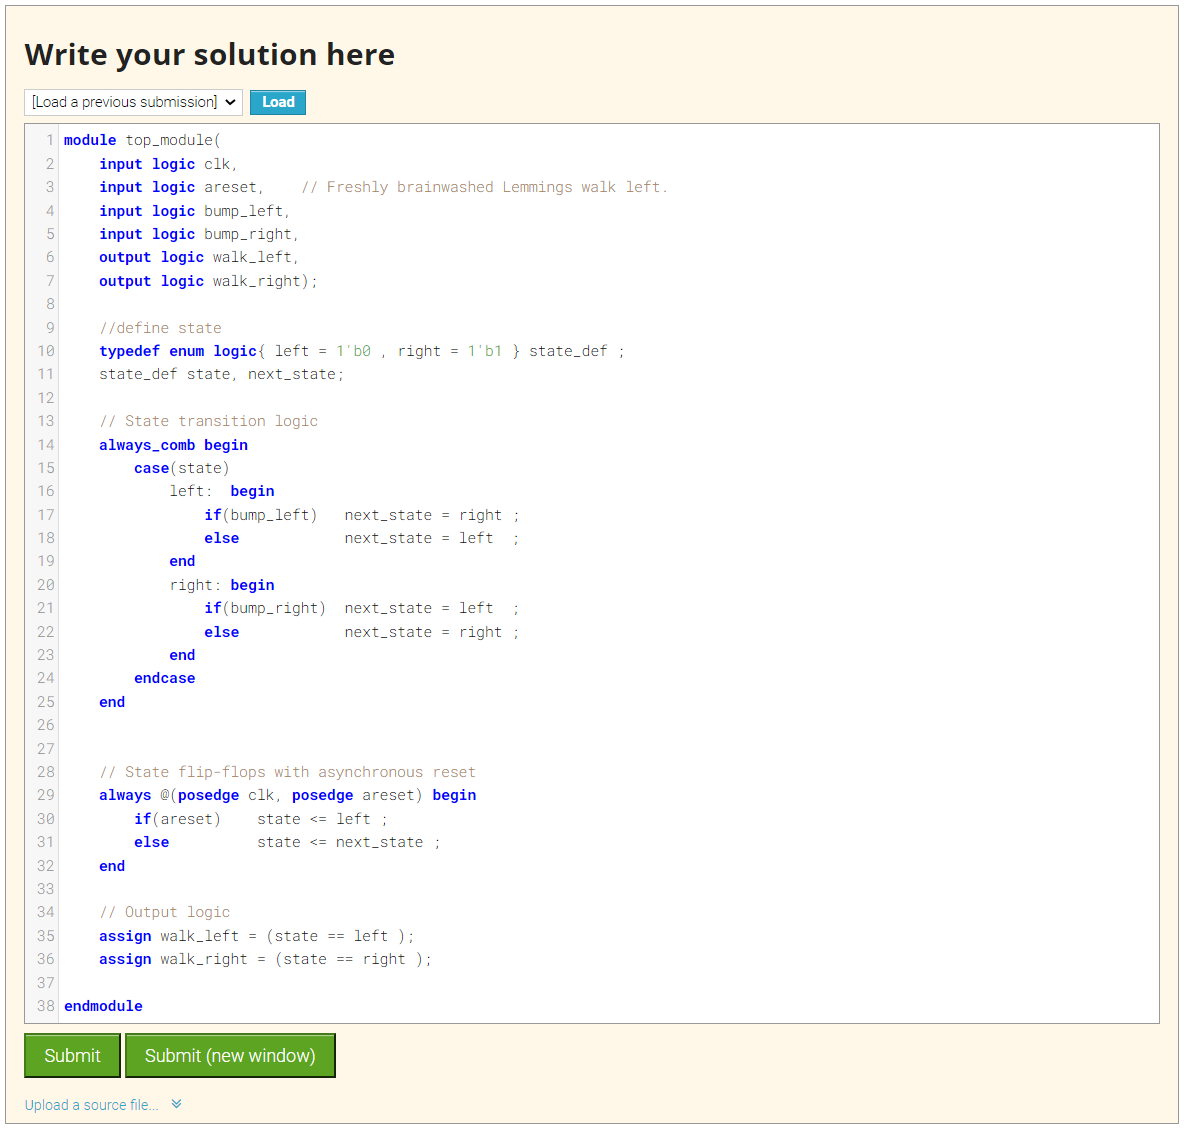 Write your solution here
[Load a previous submission] Load
1 module top_module(
2     input logic clk,
3     input logic areset,    // Freshly brainwashed Lemmings walk left.
4     input logic bump_left,
5     input logic bump_right,
6     output logic walk_left,
7     output logic walk_right);
8
9     //define state
10     typedef enum logic{ left = 1'b0 , right = 1'b1 } state_def ;
11     state_def state, next_state;
12
13     // State transition logic
14     always_comb begin
15         case(state)
16             left:  begin
17                 if(bump_left)   next_state = right ;
18                 else            next_state = left  ;
19             end
20             right: begin
21                 if(bump_right)  next_state = left  ;
22                 else            next_state = right ;
23             end
24         endcase
25     end
26
27
28     // State flip-flops with asynchronous reset
29     always @(posedge clk, posedge areset) begin
30         if(areset)    state <= left ;
31         else          state <= next_state ;
32     end
33
34     // Output logic
35     assign walk_left = (state == left );
36     assign walk_right = (state == right );
37
38 endmodule
Submit Submit (new window)
Upload a source file...